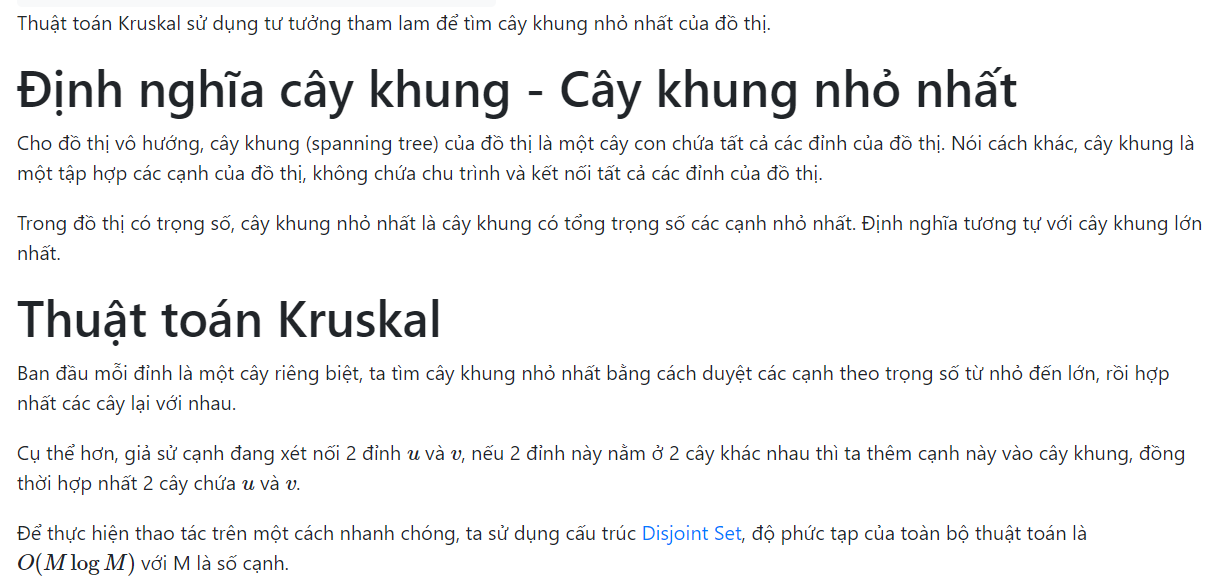 Thuật toán Kruskal sử dụng tư tưởng tham lam để tìm cây khung nhỏ nhất của đồ thị.
Định nghĩa cây khung - Cây khung nhỏ nhất
Cho đồ thị vô hướng, cây khung (spanning tree) của đồ thị là một cây con chứa tất cả các đỉnh của đồ thị. Nói cách khác, cây khung là
một tập hợp các cạnh của đồ thị, không chứa chu trình và kết nối tất cả các đỉnh của đồ thị.
Trong đồ thị có trọng số, cây khung nhỏ nhất là cây khung có tổng trọng số các cạnh nhỏ nhất. Định nghĩa tương tự với cây khung lớn
nhất.
Thuật toán Kruskal
Ban đầu mỗi đỉnh là một cây riêng biệt, ta tìm cây khung nhỏ nhất bằng cách duyệt các cạnh theo trọng số từ nhỏ đến lớn, rồi hợp
nhất các cây lại với nhau.
Cụ thể hơn, giả sử cạnh đang xét nối 2 đỉnh u và v, nếu 2 đỉnh này nằm ở 2 cây khác nhau thì ta thêm cạnh này vào cây khung, đồng
thời hợp nhất 2 cây chứa u và v.
Để thực hiện thao tác trên một cách nhanh chóng, ta sử dụng cấu trúc Disjoint Set, độ phức tạp của toàn bộ thuật toán là
O(M log M) với M là số cạnh.